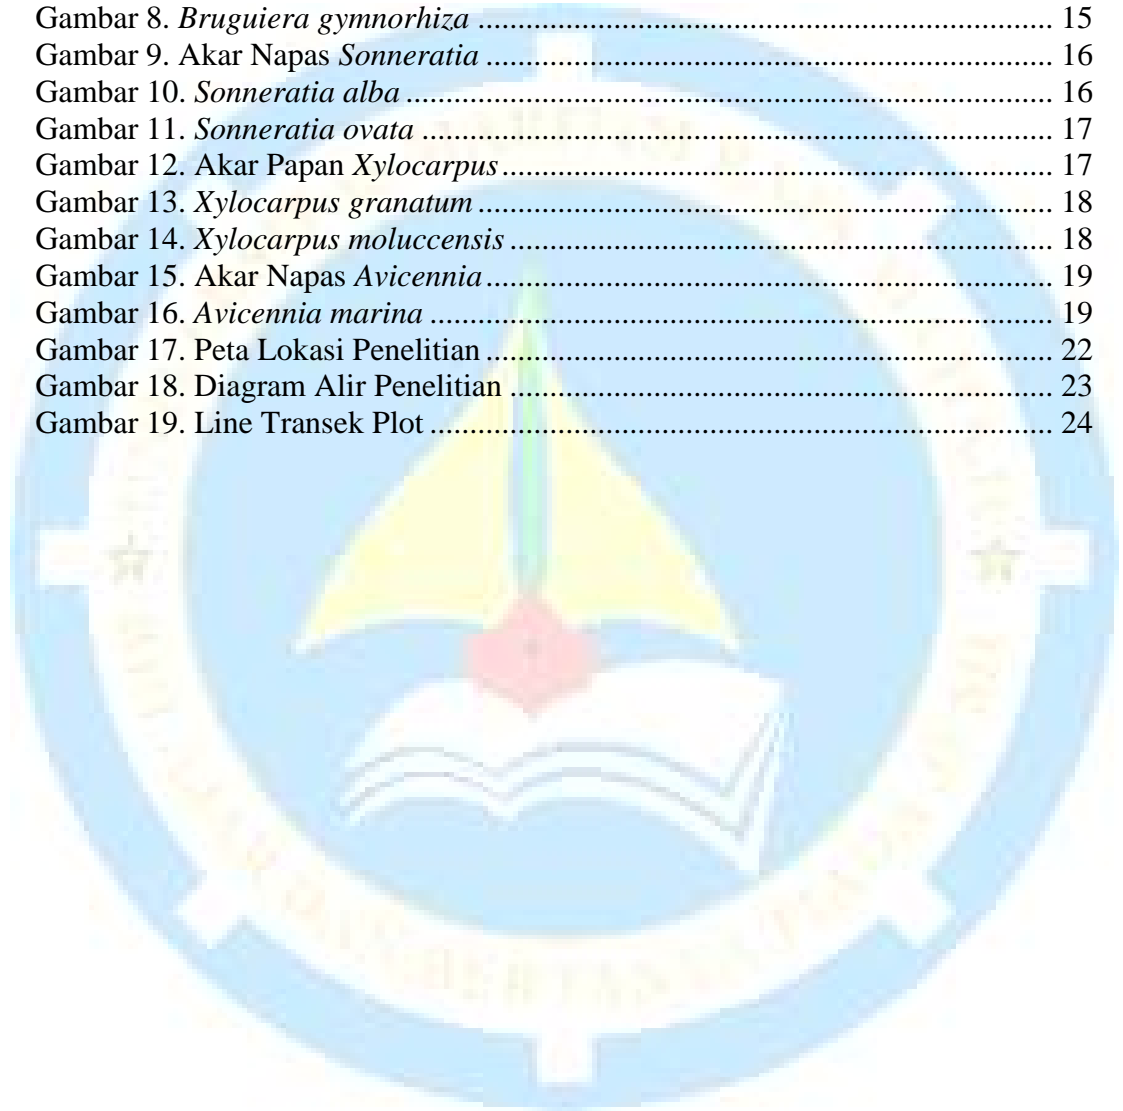 Gambar 8. Bruguiera gymnorhiza ........................................................................ 15
Gambar 9. Akar Napas Sonneratia ....................................................................... 16
Gambar 10. Sonneratia alba ................................................................................. 16
Gambar 11. Sonneratia ovata ............................................................................... 17
Gambar 12. Akar Papan Xylocarpus ..................................................................... 17
Gambar 13. Xylocarpus granatum ........................................................................ 18
Gambar 14. Xylocarpus moluccensis .................................................................... 18
Gambar 15. Akar Napas Avicennia ....................................................................... 19
Gambar 16. Avicennia marina .............................................................................. 19
Gambar 17. Peta Lokasi Penelitian ....................................................................... 22
Gambar 18. Diagram Alir Penelitian .................................................................... 23
Gambar 19. Line Transek Plot .............................................................................. 24